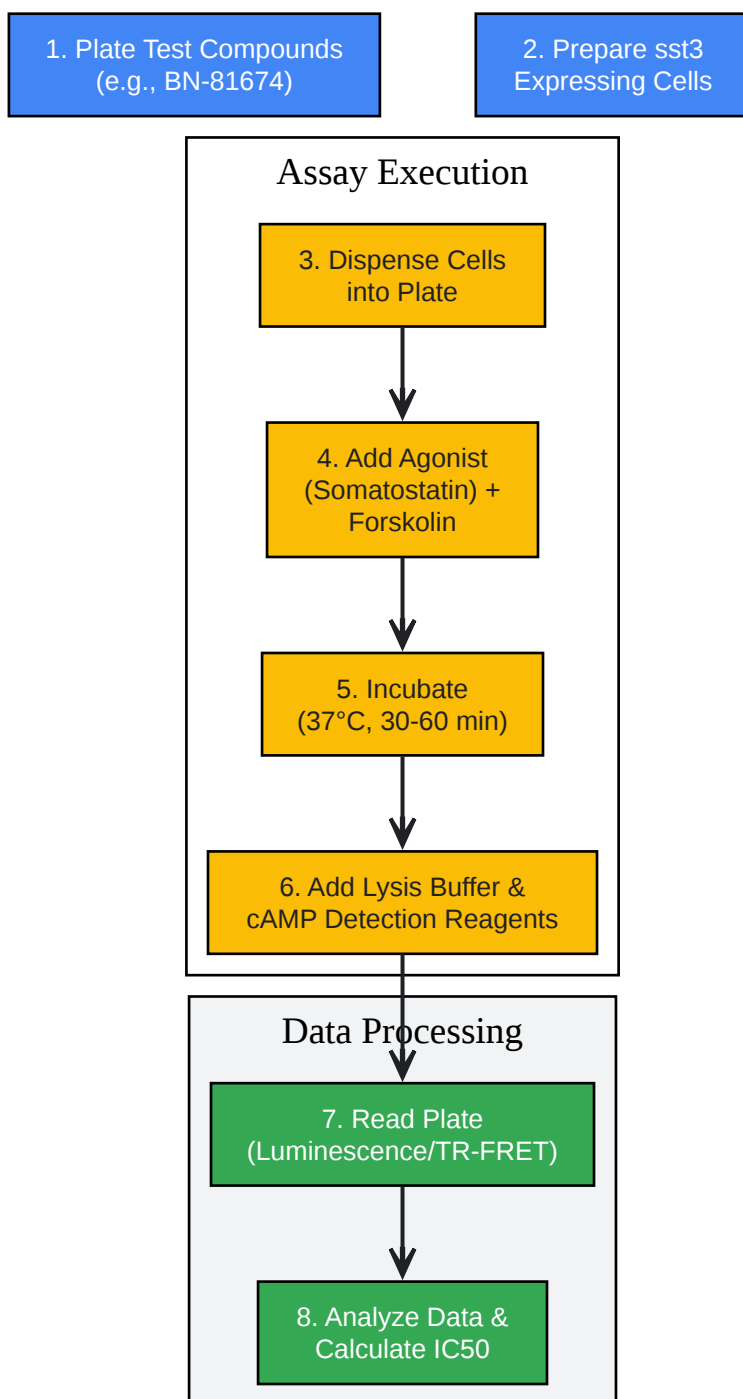 1. Plate Test Compounds
(e.g., BN-81674)
2. Prepare sst3
Expressing Cells
Assay Execution
3. Dispense Cells
into Plate
4. Add Agonist
(Somatostatin) +
Forskolin
5. Incubate
(37°C, 30-60 min)
6. Add Lysis Buffer &
cAMP Detection Reagents
Data Processing
7. Read Plate
(Luminescence/TR-FRET)
8. Analyze Data &
Calculate IC50